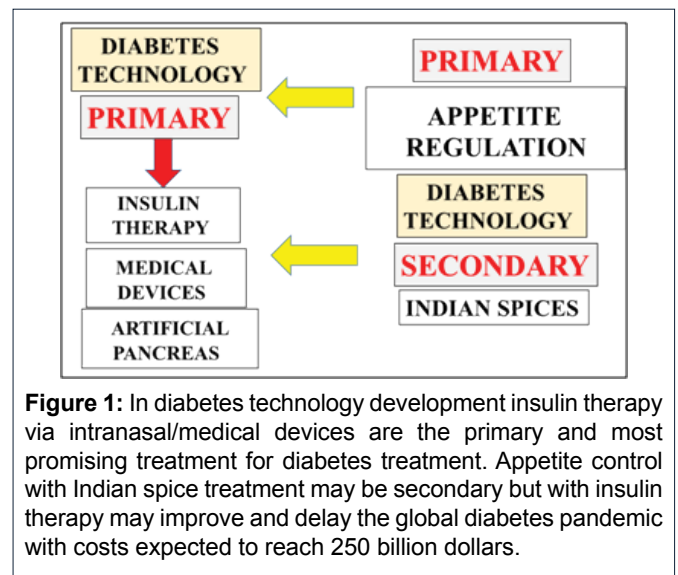 DIABETES
TECHNOLOGY
PRIMARY
INSULIN
THERAPY
MEDICAL
DEVICES
ARTIFICIAL
PANCREAS
PRIMARY
APPETITE
REGULATION
DIABETES
TECHNOLOGY
SECONDARY
INDIAN SPICES
Figure 1: In diabetes technology development insulin therapy
via intranasal/medical devices are the primary and most
promising treatment for diabetes treatment. Appetite control
with Indian spice treatment may be secondary but with insulin
therapy may improve and delay the global diabetes pandemic
with costs expected to reach 250 billion dollars.